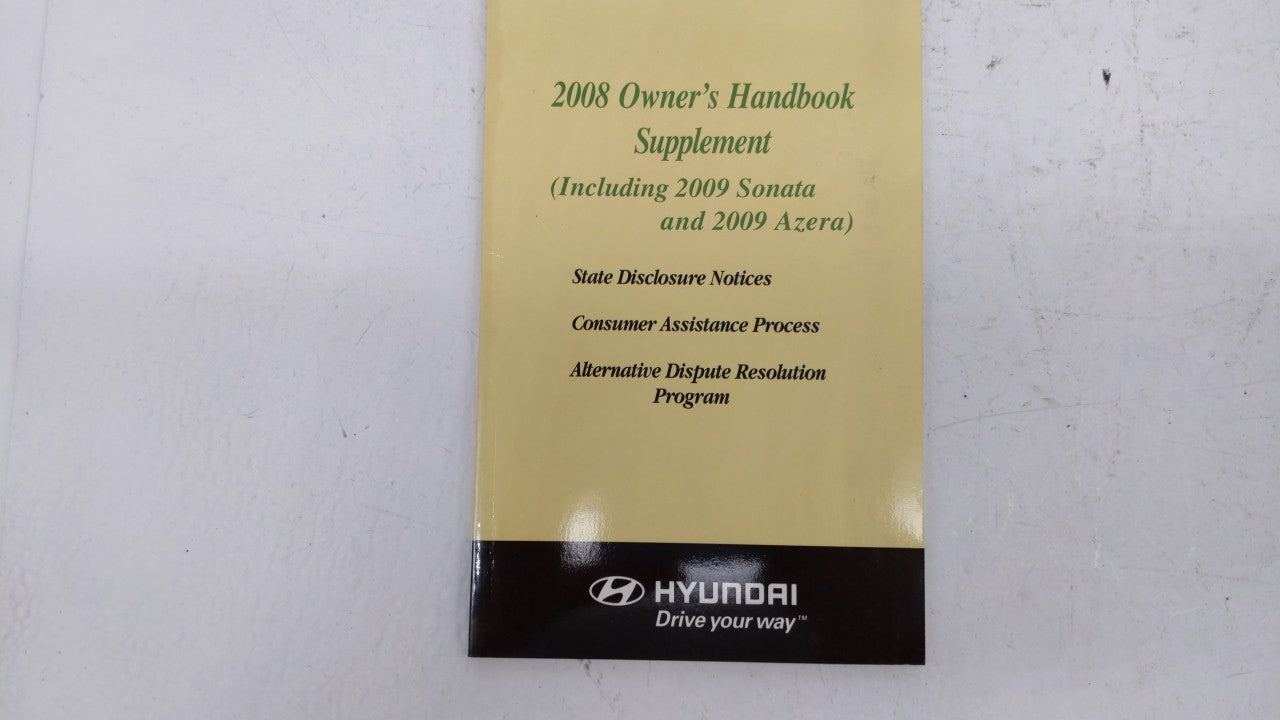 2008 Owner's Handbook
Supplement
(Including 2009 Sonata
and 2009 Azera)
State Disclosure Notices
Consumer Assistance Process
Alternative Dispute Resolution
Program
HYUNDAI
Drive your way™